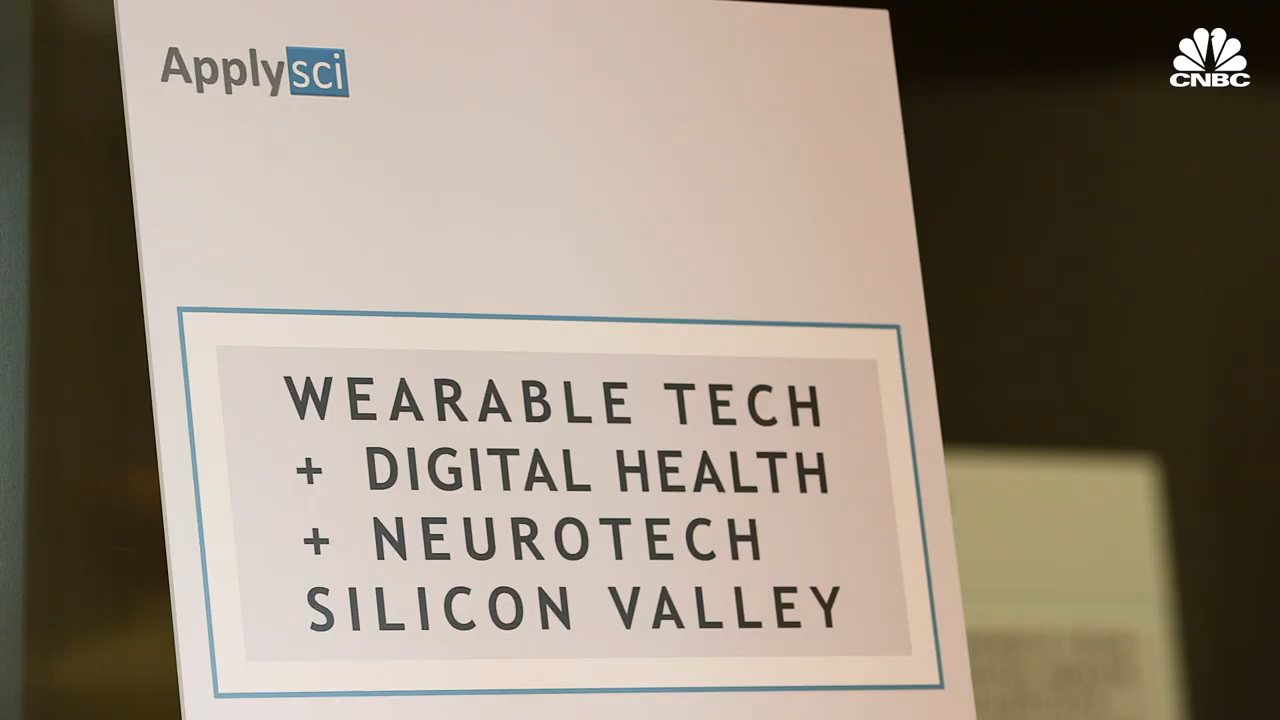 Applysci
CNBC
WEARABLE TECH
+ DIGITAL HEALTH
+ NEUROTECH
SILICON VALLEY